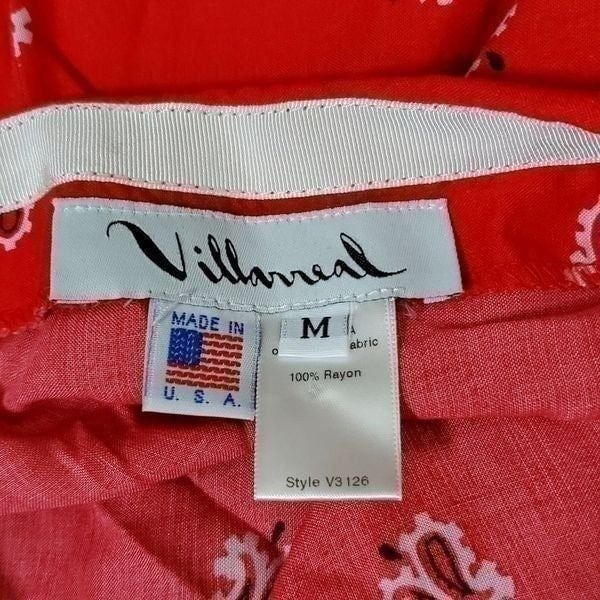 Villarreal
MADE IN
U. S. A.
M
100% Rayon
Style V3126